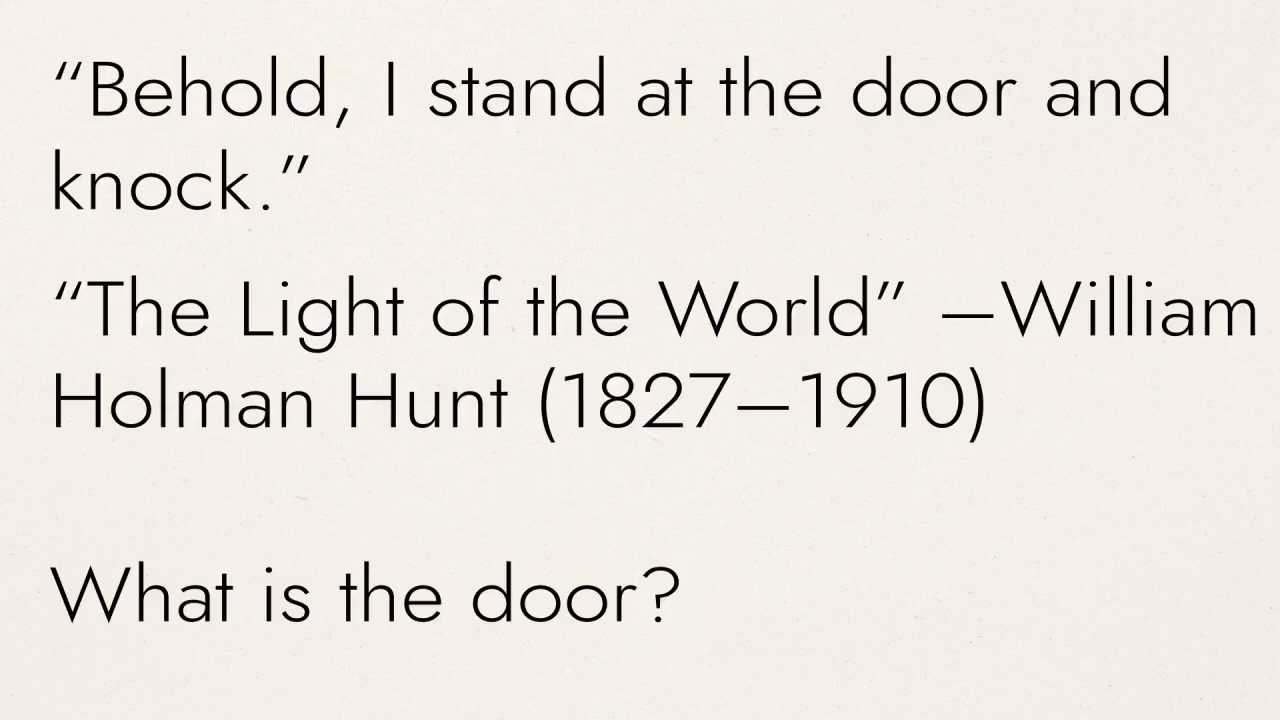 “Behold, I stand at the door and
knock.”
“The Light of the World” –William
Holman Hunt (1827–1910)
What is the door?